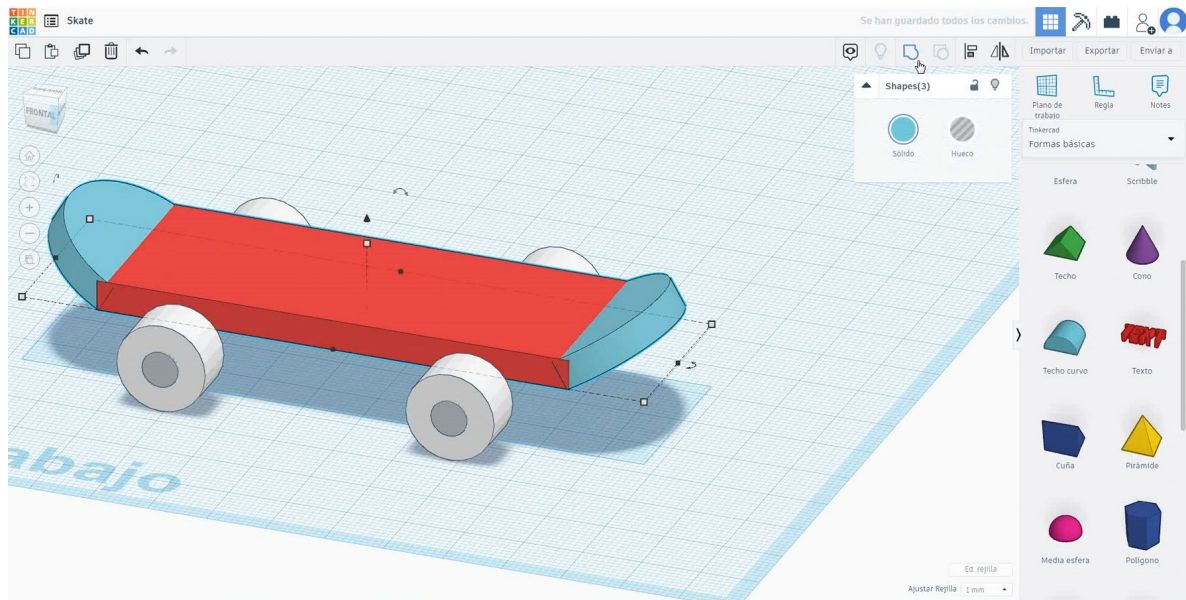 TIN
KER
CAD
Skate
Se han guardado todos los cambios.
Importar
Exportar
Enviar a
Shapes(3)
Sólido
Hueco
Plano de
trabajo
Regla
Notes
Tinkercad
Formas básicas
FRONTAL
Esfera
Scribble
Techo
Cono
TEXT
Techo curvo
Texto
Cuña
Pirámide
Media esfera
Polígono
abajo
Ed. rejilla
Ajustar Rejilla
1 mm